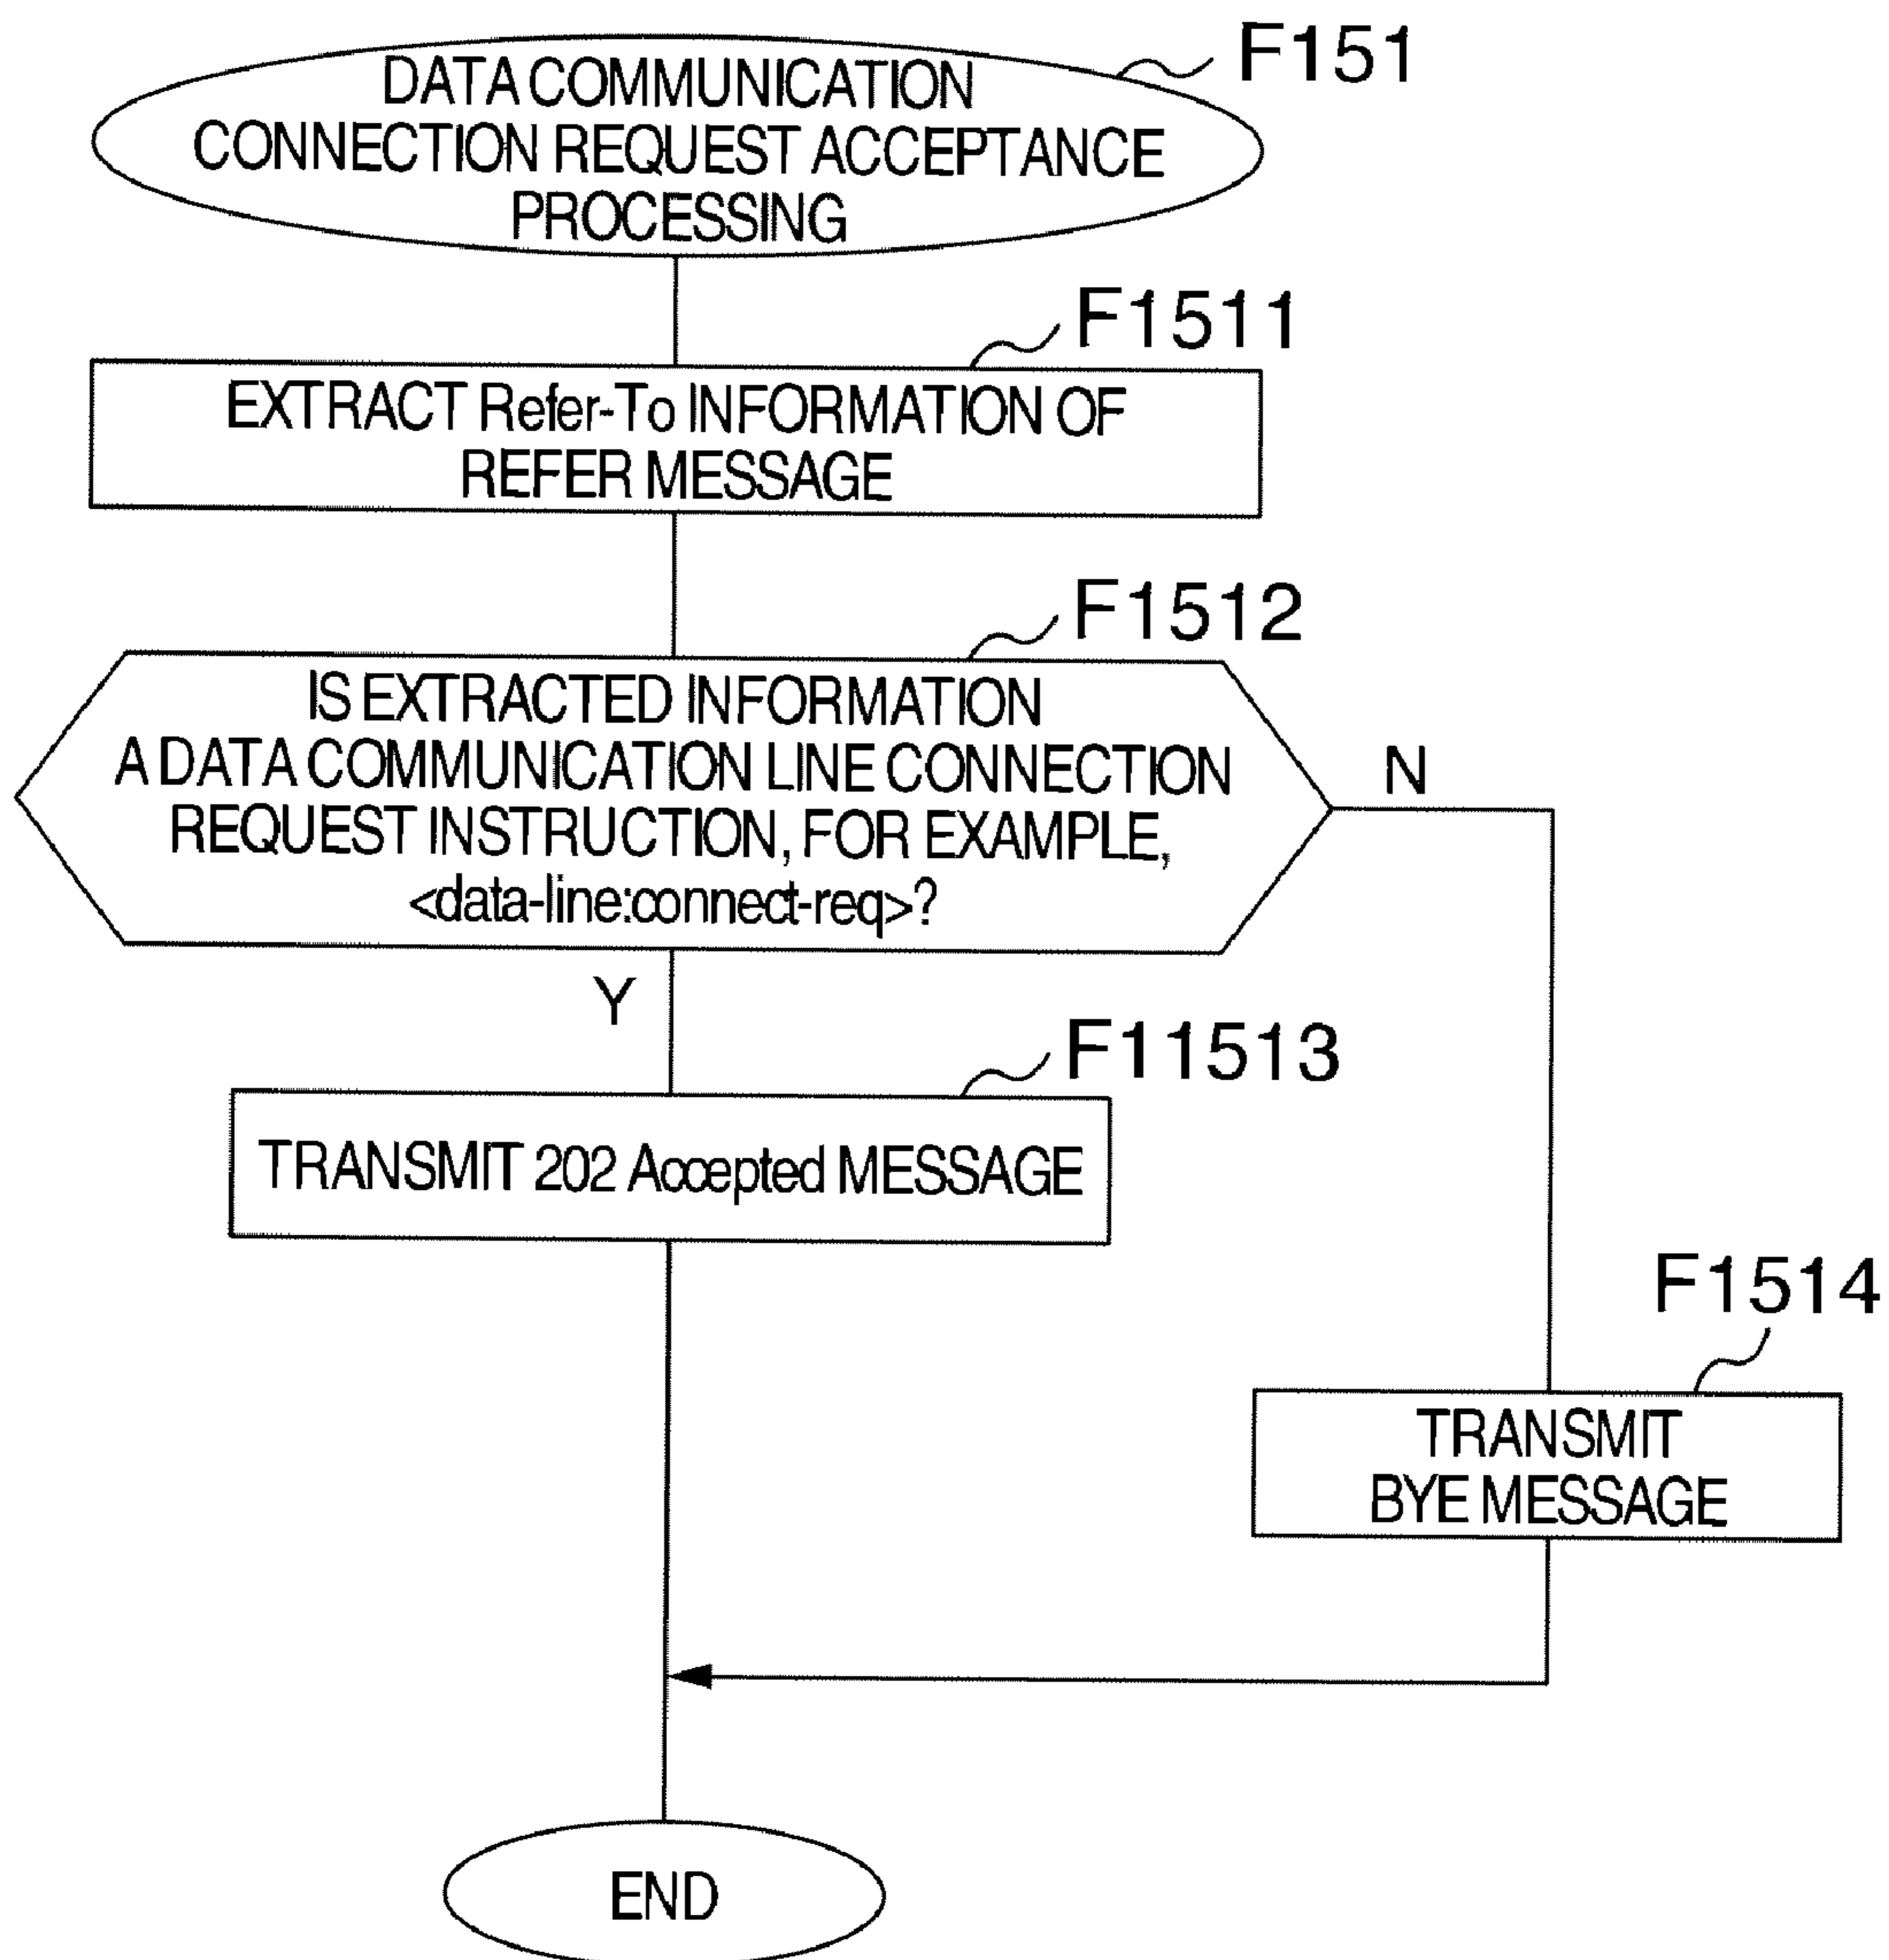 F151
DATA COMMUNICATION
CONNECTION REQUEST ACCEPTANCE
PROCESSING
F1511
EXTRACT Refer-To INFORMATION OF
REFER MESSAGE
F1512
IS EXTRACTED INFORMATION
A DATA COMMUNICATION LINE CONNECTION
REQUEST INSTRUCTION, FOR EXAMPLE,
<data-line:connect-req>?
N
Y
F11513
TRANSMIT 202 Accepted MESSAGE
F1514
TRANSMIT
BYE MESSAGE
END